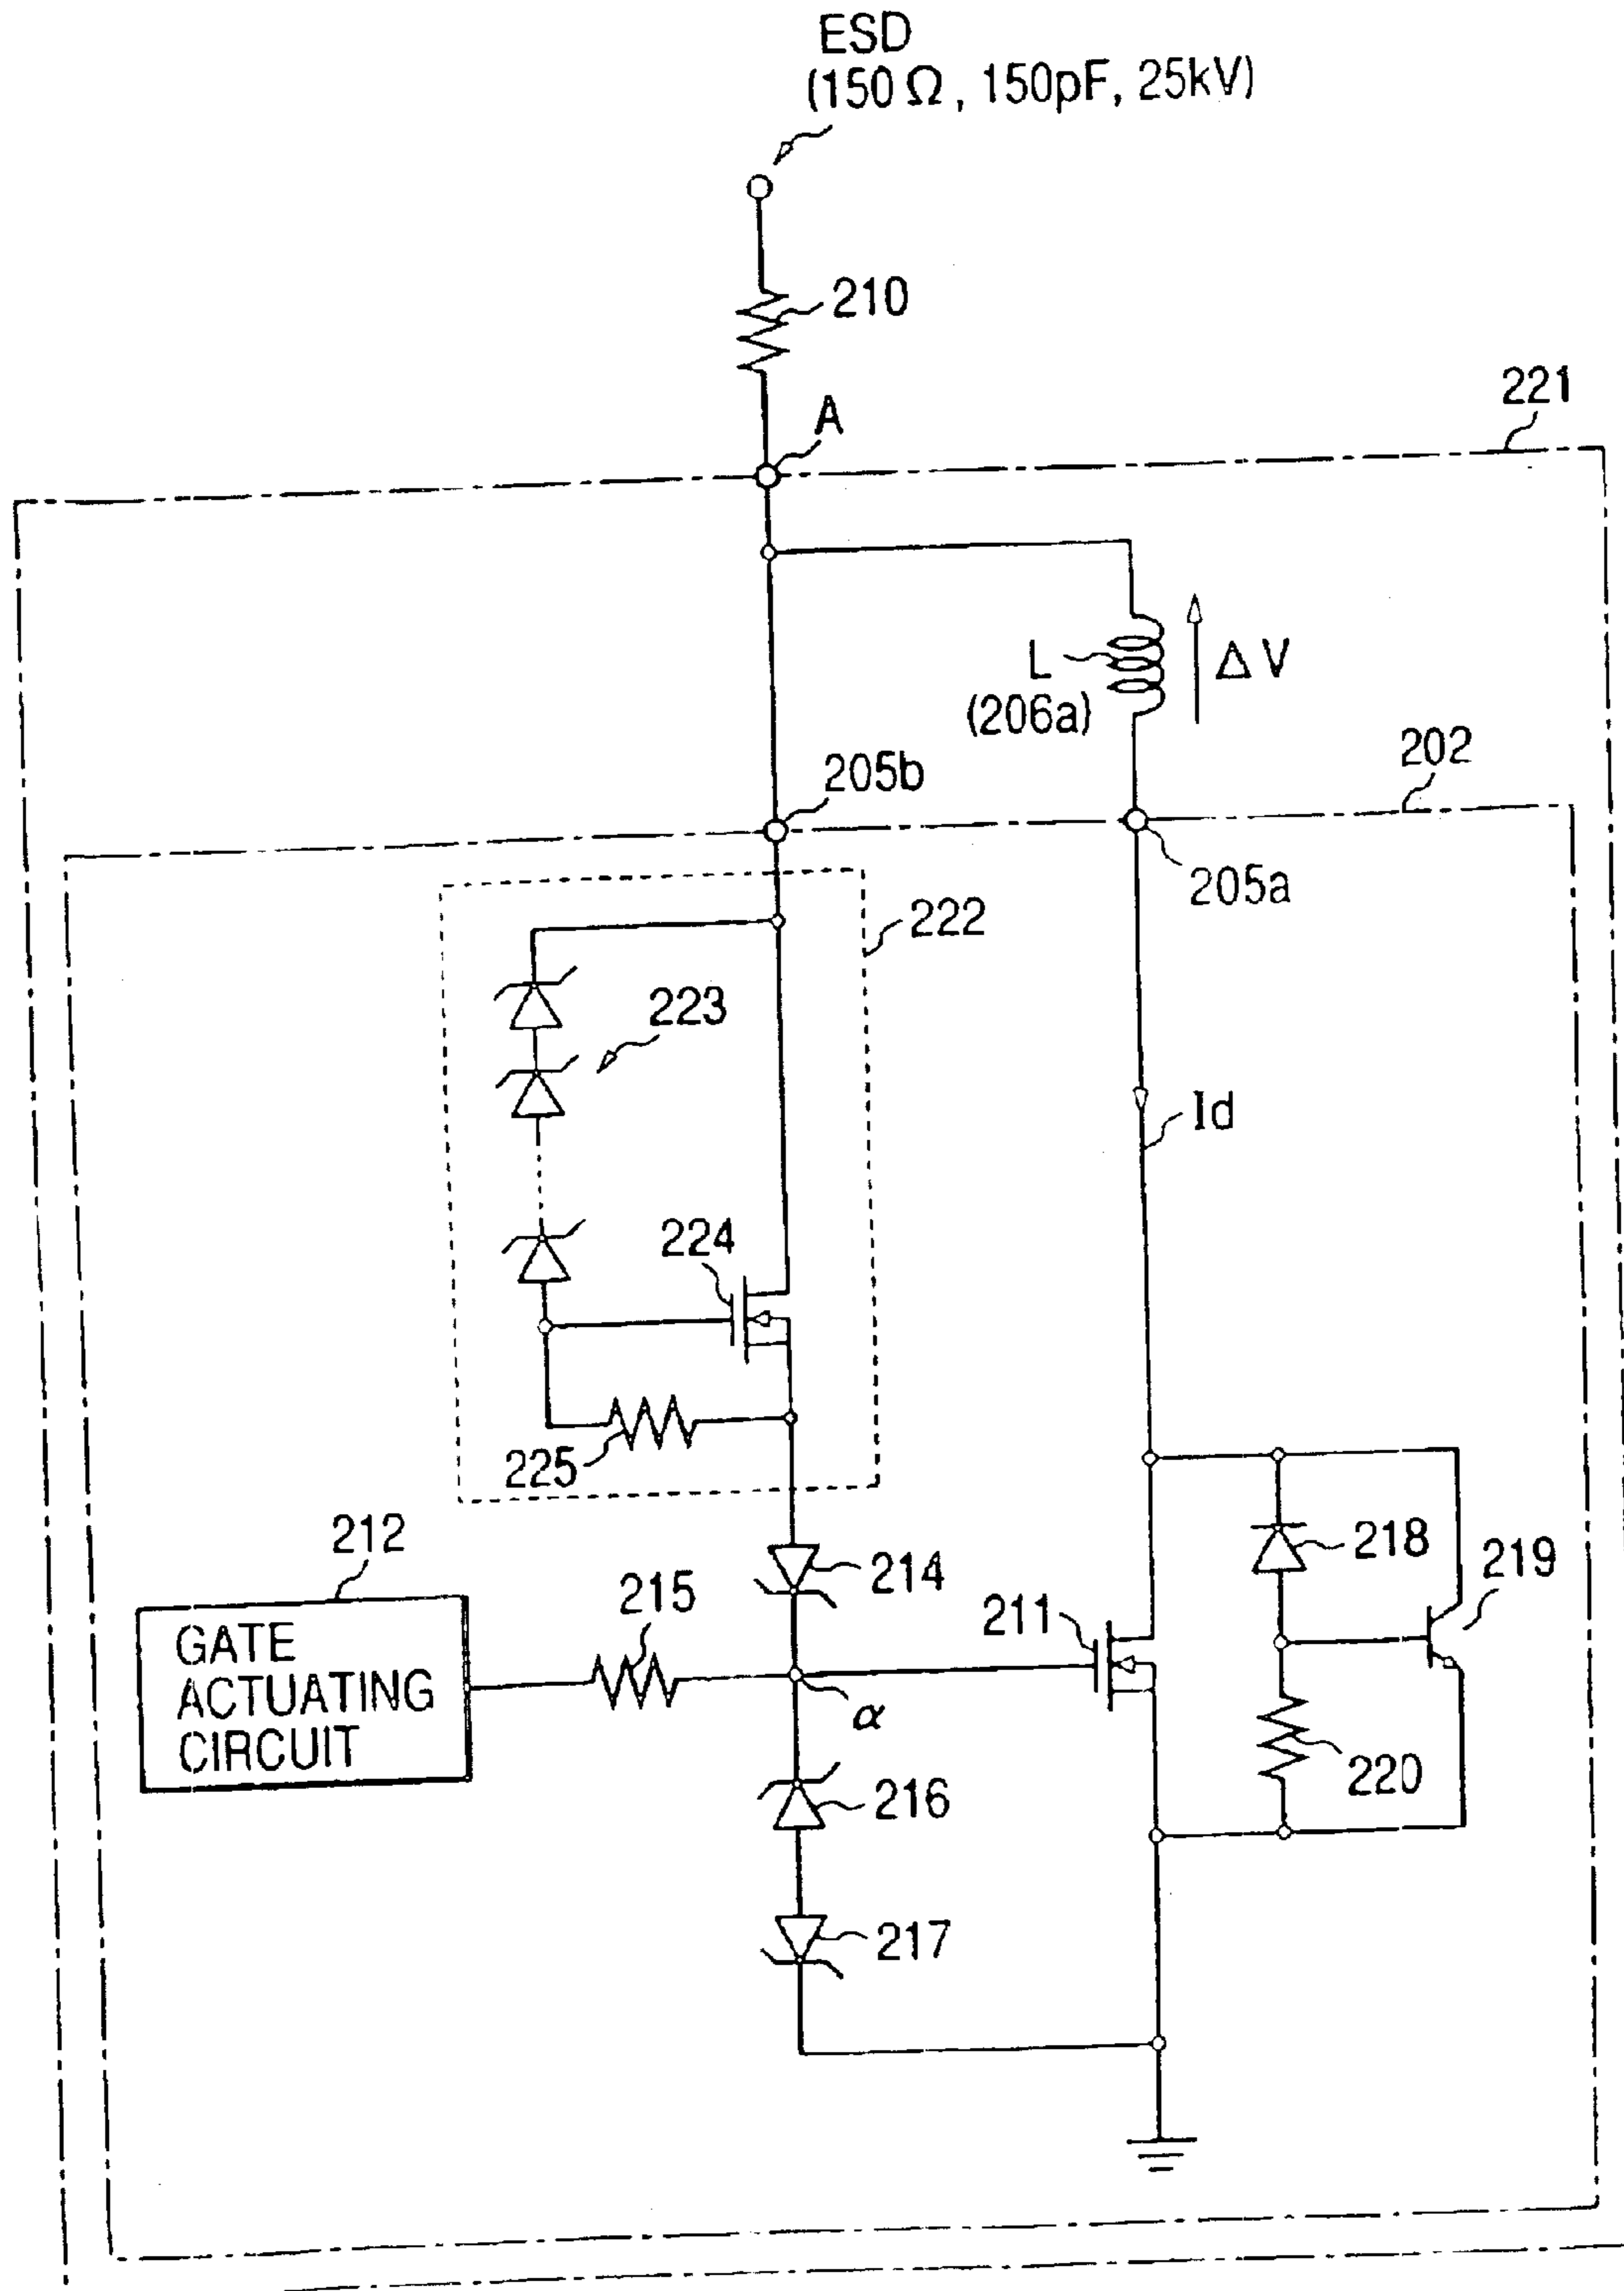 ESD
(150 Ω, 150pF, 25kV)
210
221
A
L
(206a)
ΔV
202
205b
205a
222
223
Id
224
225
212
214
218
219
215
211
GATE
ACTUATING
CIRCUIT
α
216
220
217